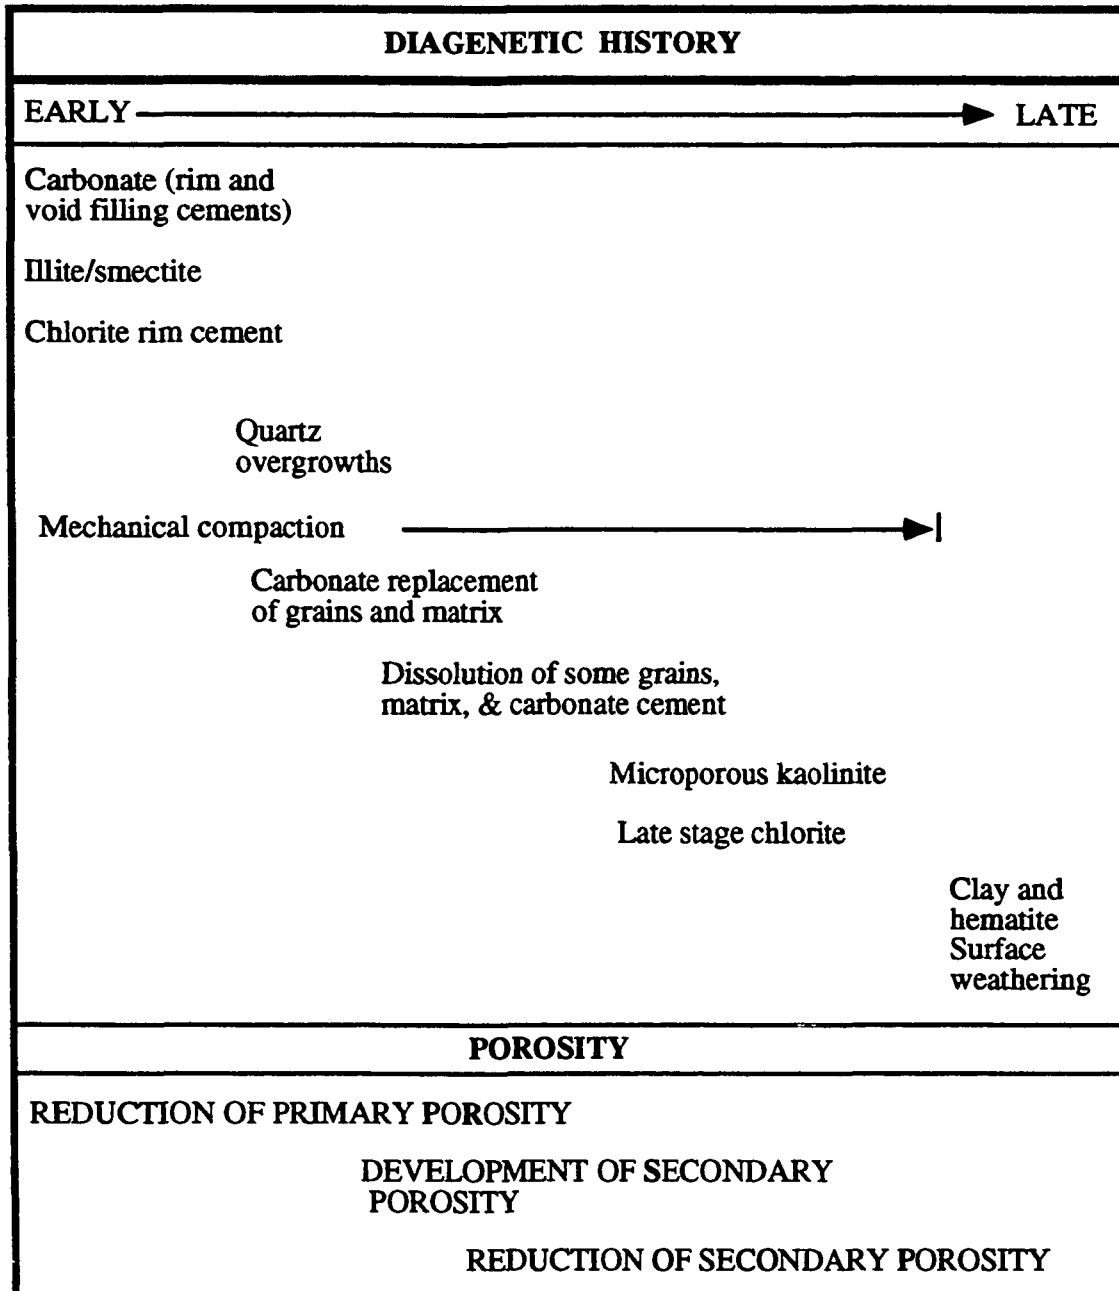 DIAGENETIC HISTORY
EARLY LATE
Carbonate (rim and
void filling cements)
Illite/smectite
Chlorite rim cement
Quartz
overgrowths
Mechanical compaction
Carbonate replacement
of grains and matrix
Dissolution of some grains,
matrix, & carbonate cement
Microporous kaolinite
Late stage chlorite
Clay and
hematite
Surface
weathering
POROSITY
REDUCTION OF PRIMARY POROSITY
DEVELOPMENT OF SECONDARY
POROSITY
REDUCTION OF SECONDARY POROSITY